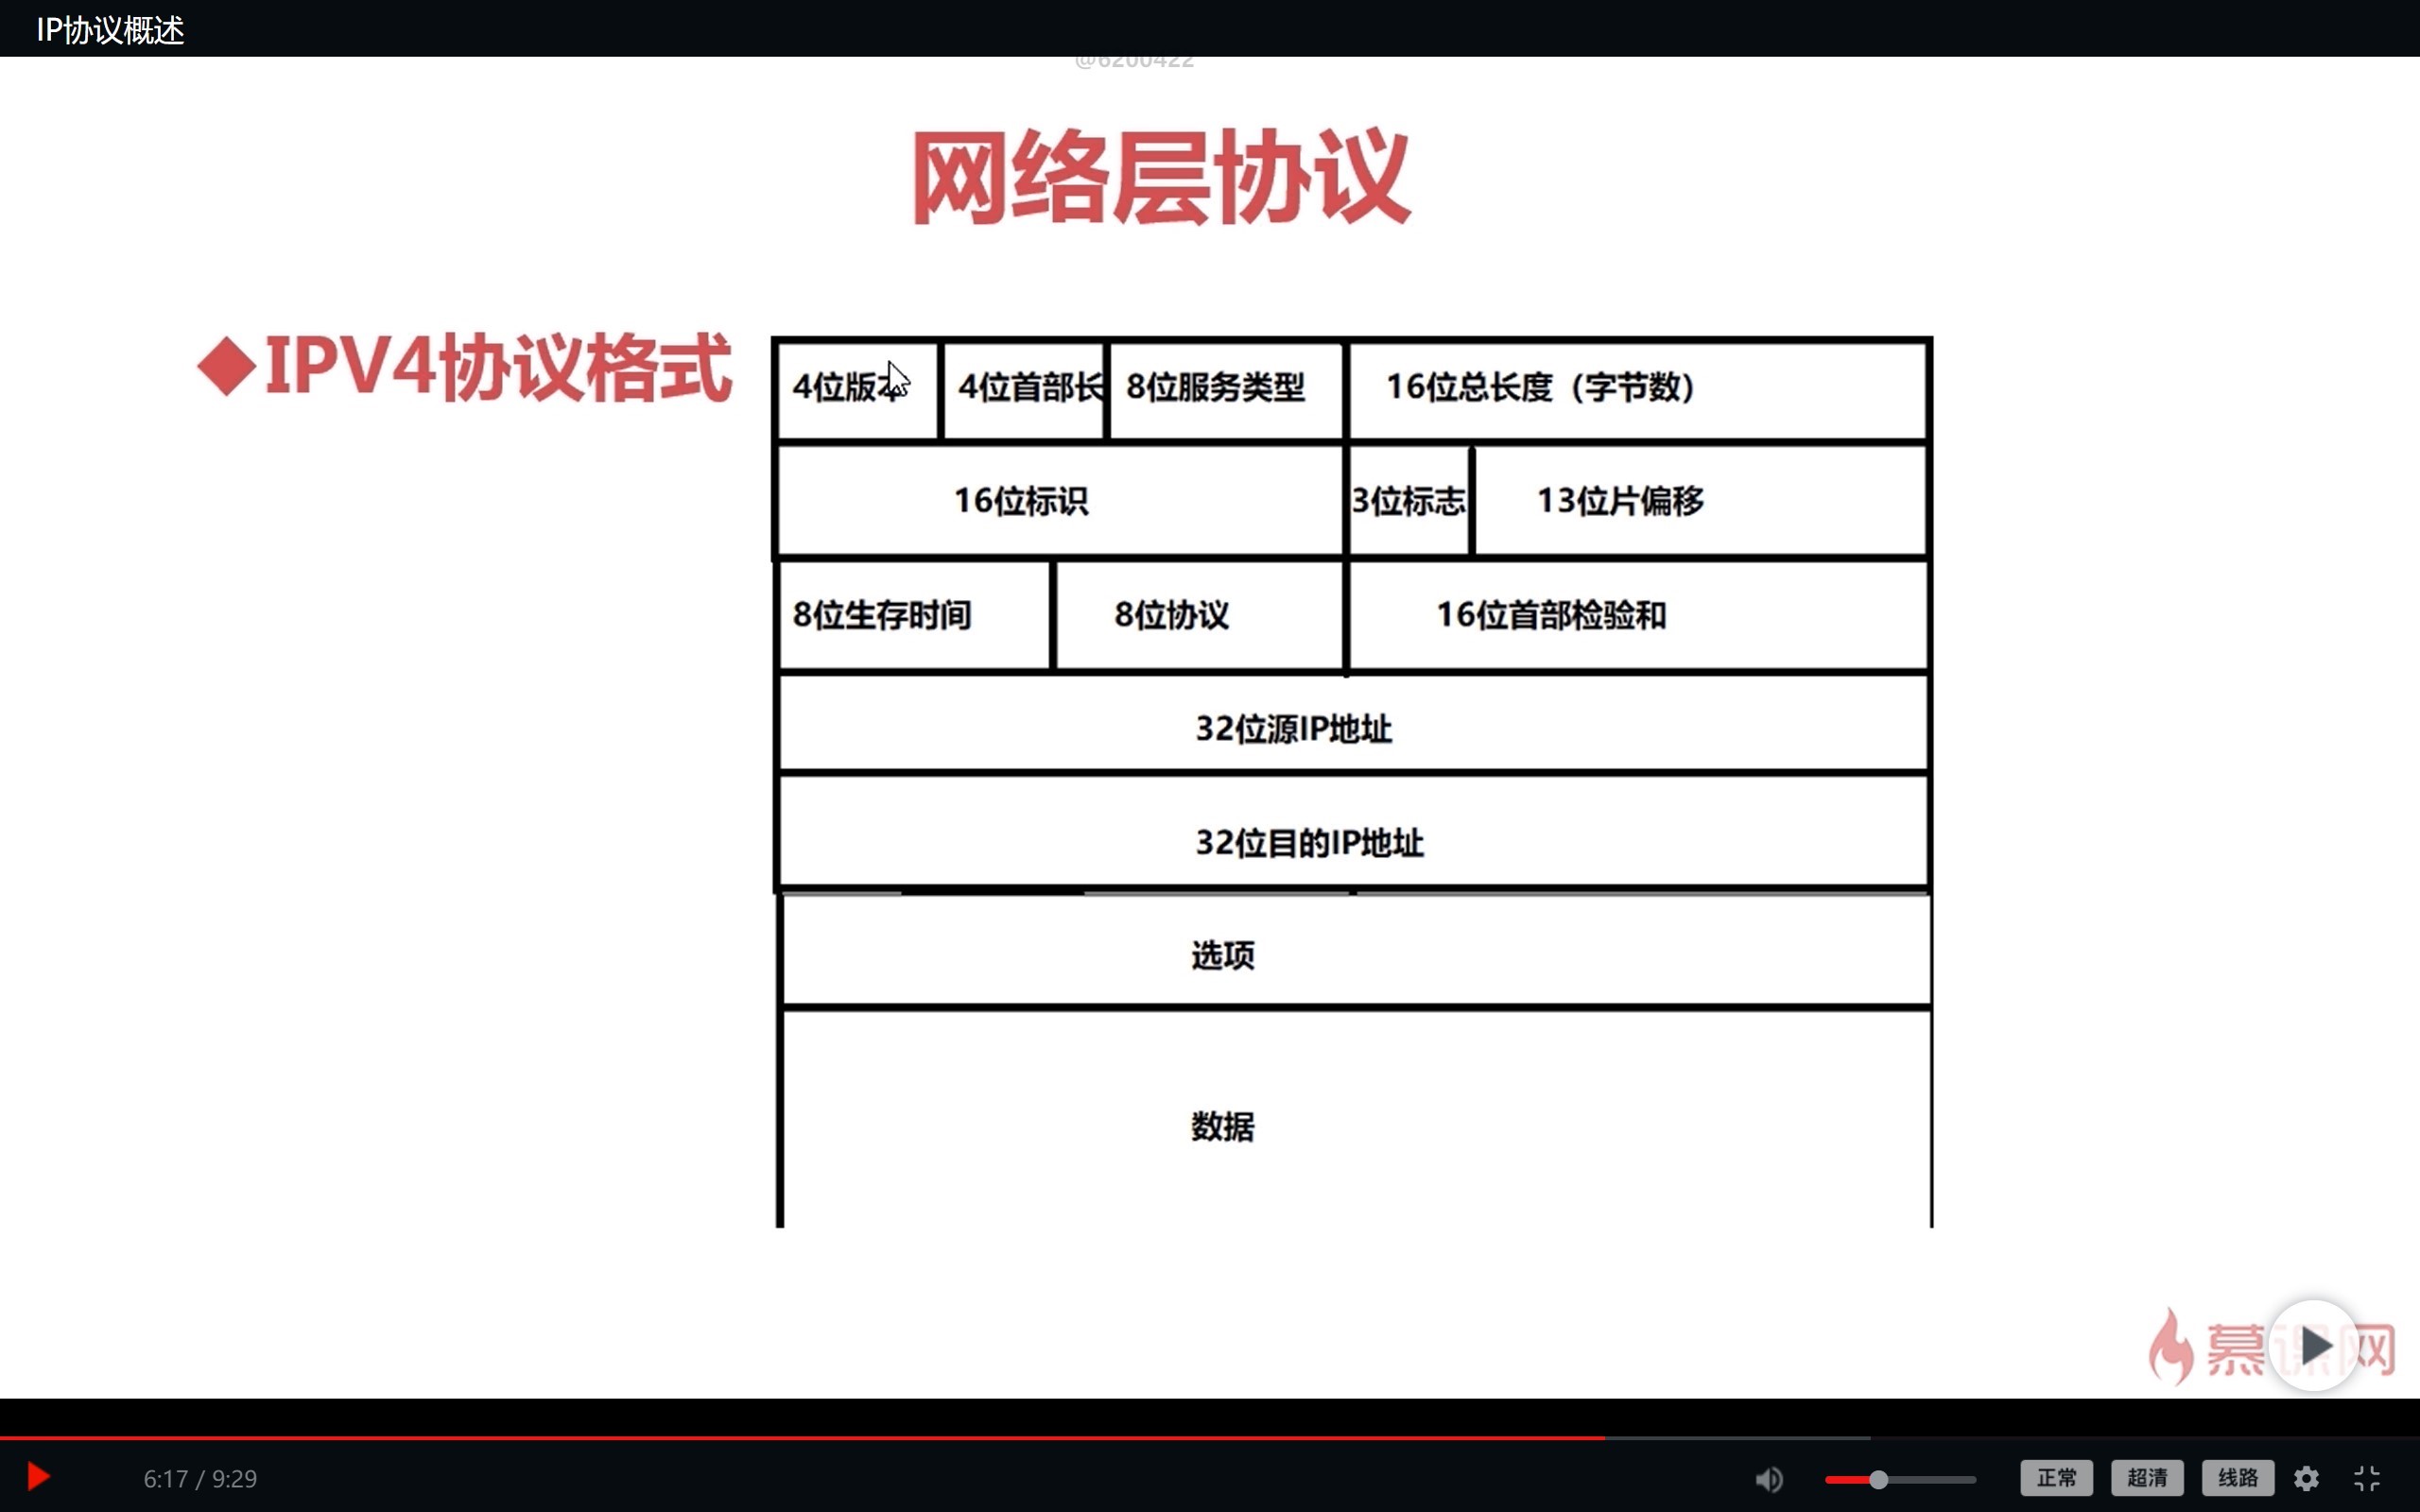 IP协议概述
@6200422
网络层协议
◆IPV4协议格式
4位版本 4位首部长 8位服务类型 16位总长度（字节数）
16位标识 3位标志 13位片偏移
8位生存时间 8位协议 16位首部检验和
32位源IP地址
32位目的IP地址
选项
数据
慕课网
6:17 / 9:29 正常 超清 线路